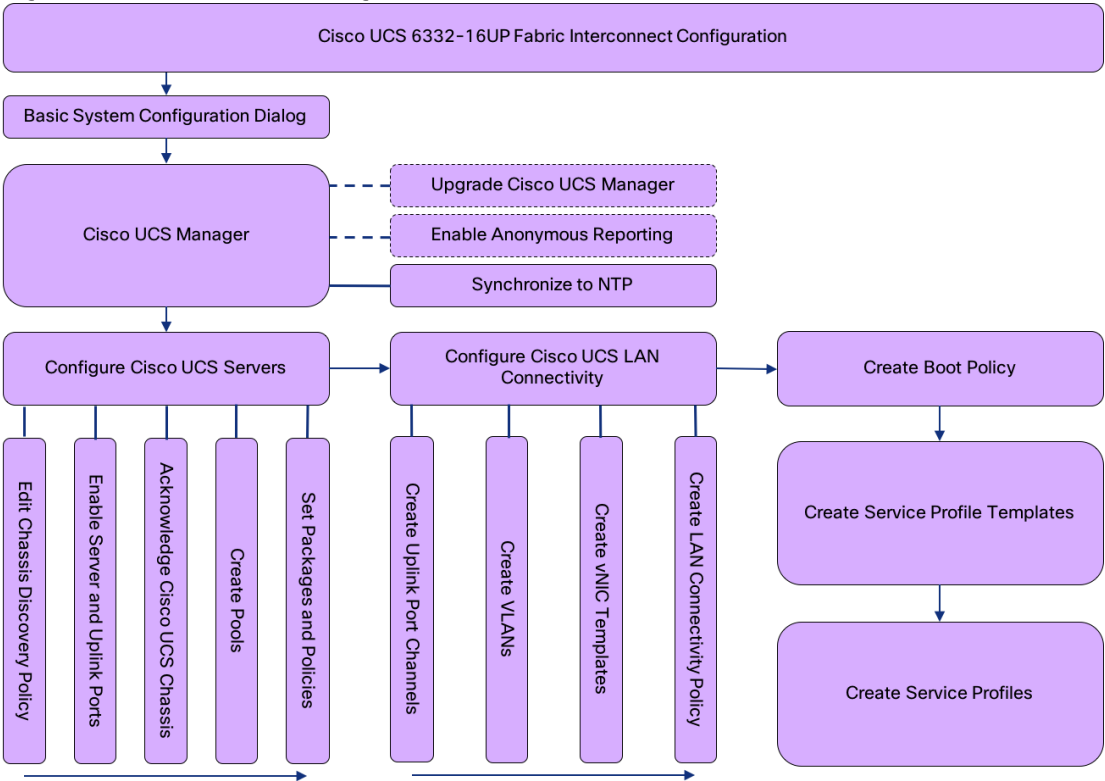 Cisco UCS 6332-16UP Fabric Interconnect Configuration
Basic System Configuration Dialog
Cisco UCS Manager
Upgrade Cisco UCS Manager
Enable Anonymous Reporting
Synchronize to NTP
Configure Cisco UCS Servers
Configure Cisco UCS LAN
Connectivity
Create Boot Policy
Edit Chassis Discovery Policy
Enable Server and Uplink Ports
Acknowledge Cisco UCS Chassis
Create Pools
Set Packages and Policies
Create Uplink Port Channels
Create VLANs
Create vNIC Templates
Create LAN Connectivity Policy
Create Service Profile Templates
Create Service Profiles